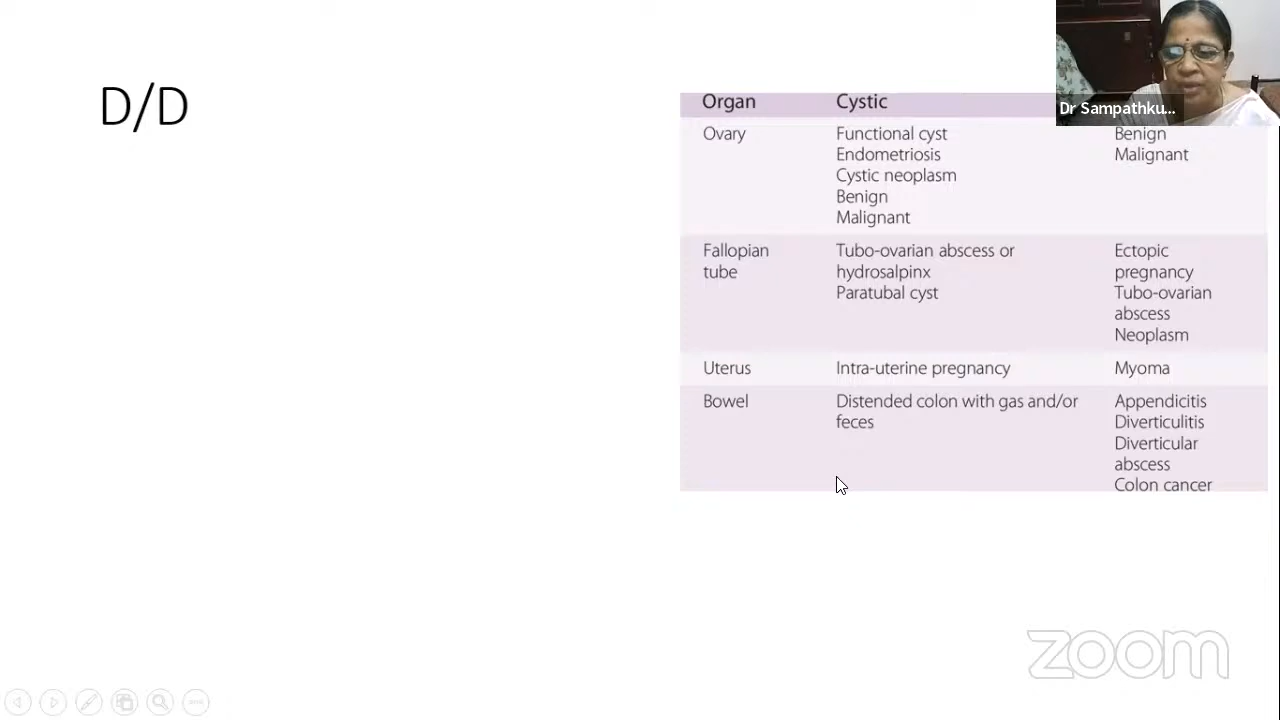 D/D
Dr Sampathku...
Organ Cystic
Ovary Functional cyst Benign
Endometriosis Malignant
Cystic neoplasm
Benign
Malignant
Fallopian Tubo-ovarian abscess or Ectopic
tube hydrosalpinx pregnancy
Paratubal cyst Tubo-ovarian
abscess
Neoplasm
Uterus Intra-uterine pregnancy Myoma
Bowel Distended colon with gas and/or Appendicitis
feces Diverticulitis
Diverticular
abscess
Colon cancer
zoom